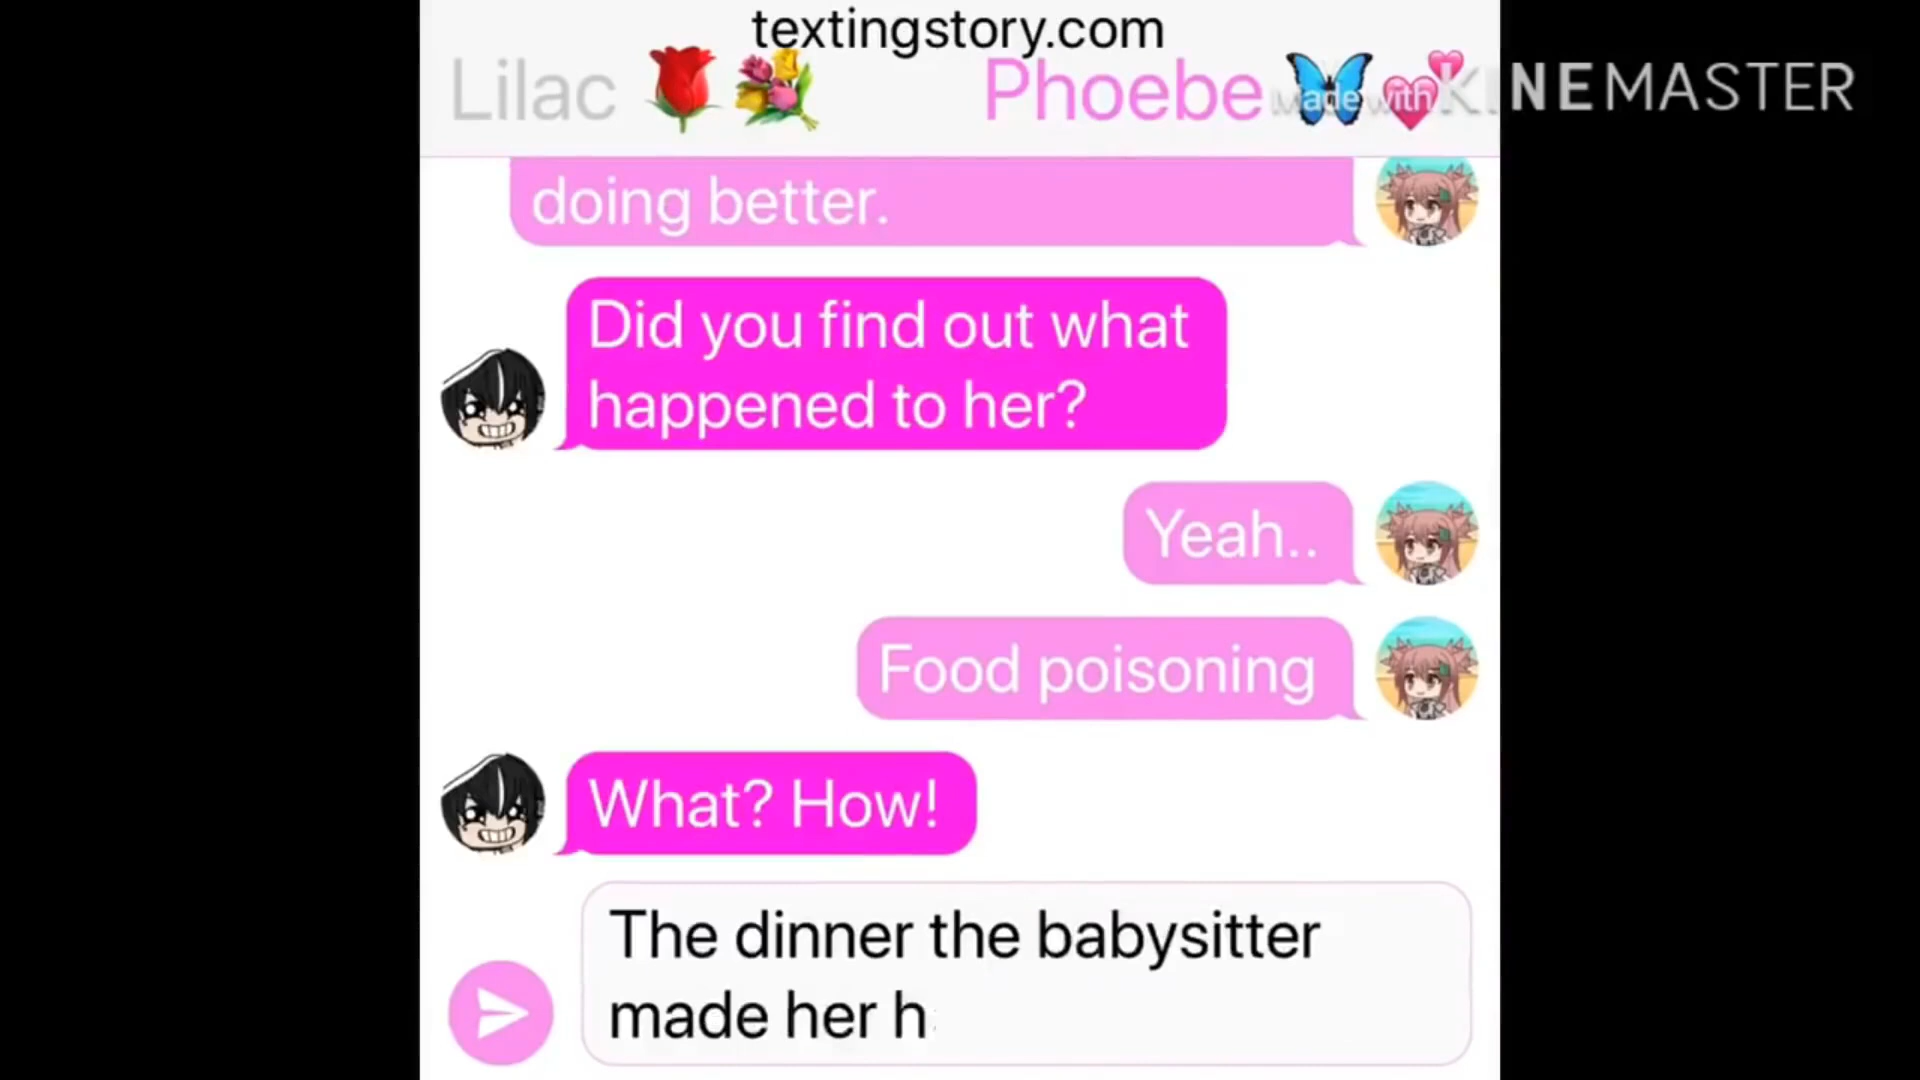 textingstory.com
Lilac 🌹 💐 Phoebe 🦋 💕
Made with KINEMASTER
doing better.
Did you find out what
happened to her?
Yeah..
Food poisoning
What? How!
The dinner the babysitter
made her h